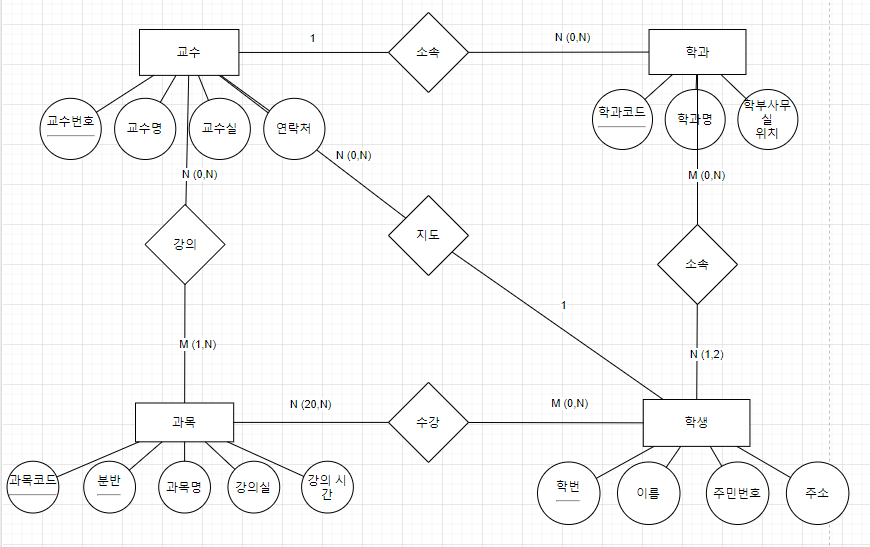 교수
1
소속
N (0,N)
학과
교수번호
교수명
교수실
연락처
학과코드
학과명
학부사무
실
위치
N (0,N)
N (0,N)
M (0,N)
강의
지도
소속
1
M (1,N)
N (1,2)
과목
N (20,N)
수강
M (0,N)
학생
과목코드
분반
과목명
강의실
강의 시
간
학번
이름
주민번호
주소